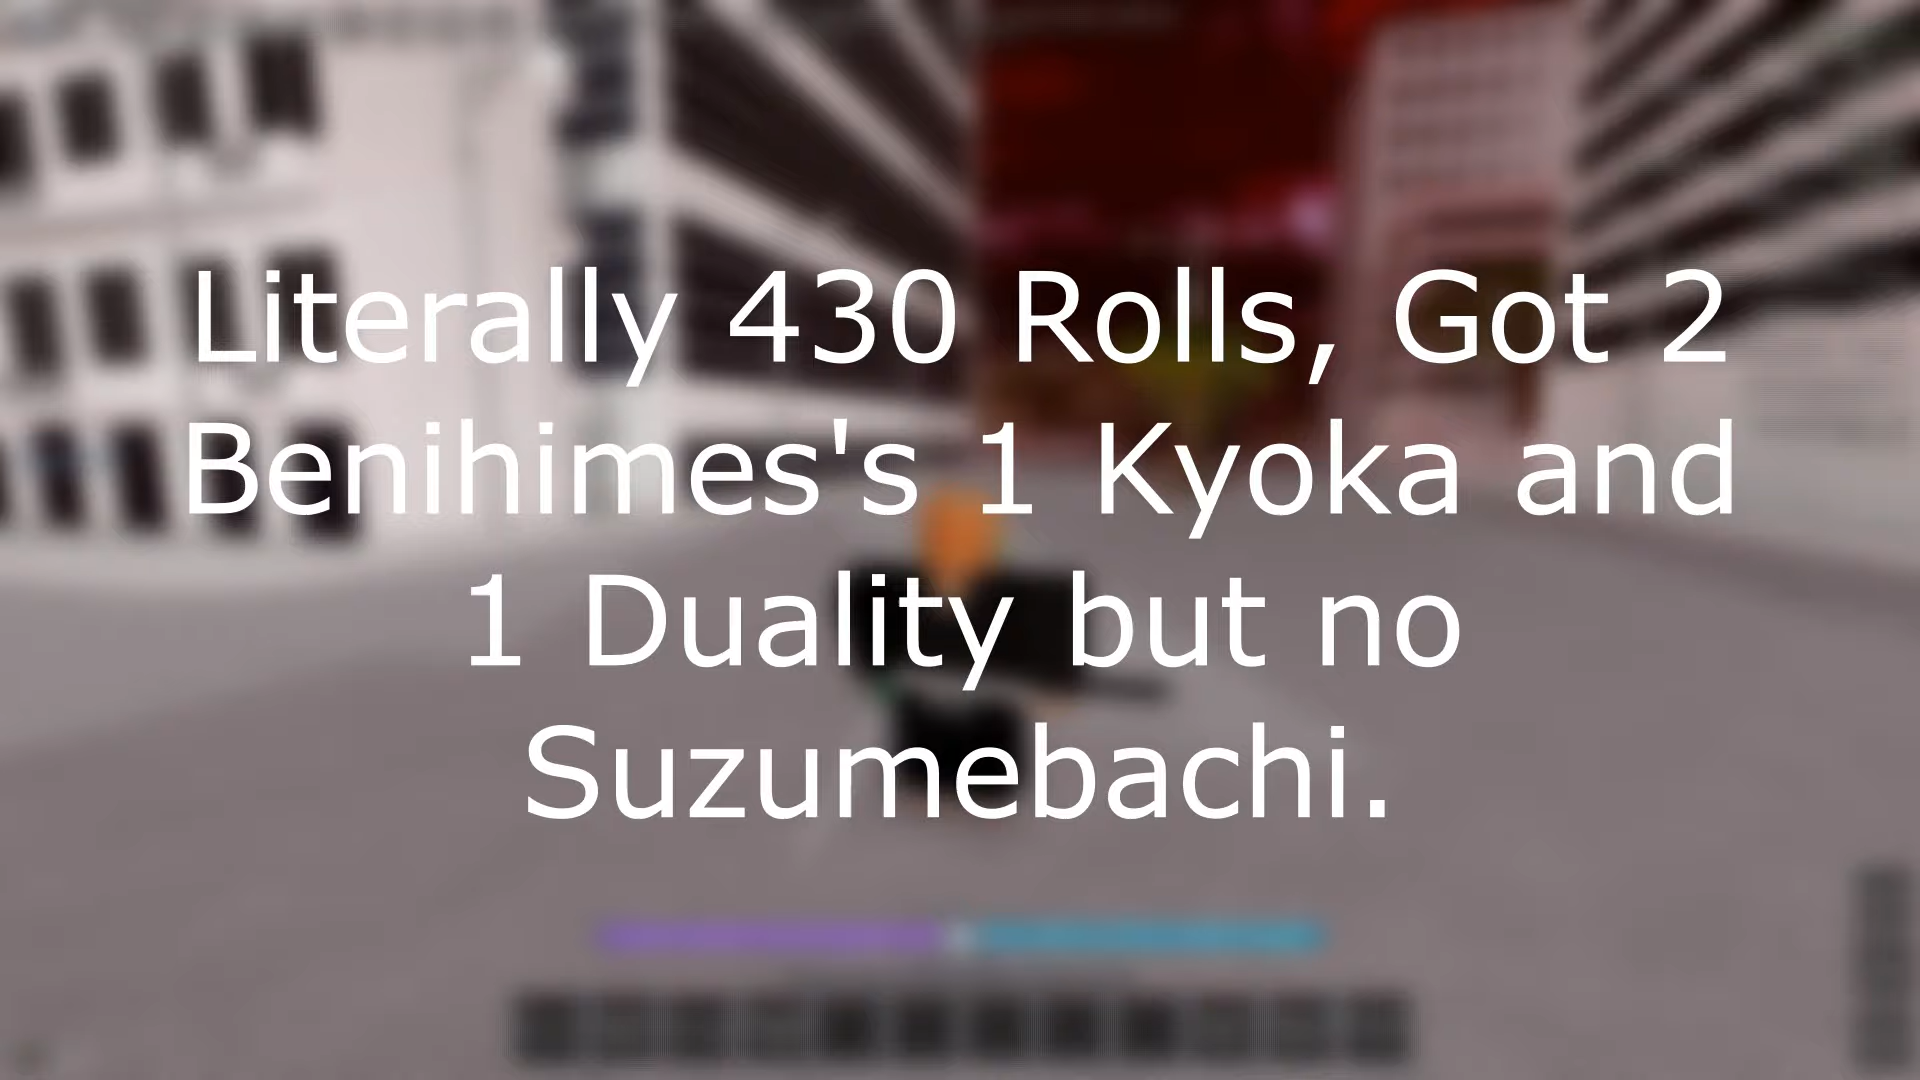 Literally 430 Rolls, Got 2
Benihimes's 1 Kyoka and
1 Duality but no
Suzumebachi.